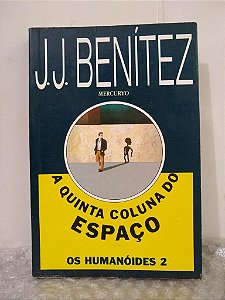 J.J. BENÍTEZ
MERCURYO
A QUINTA COLUNA DO
ESPAÇO
OS HUMANÓIDES 2